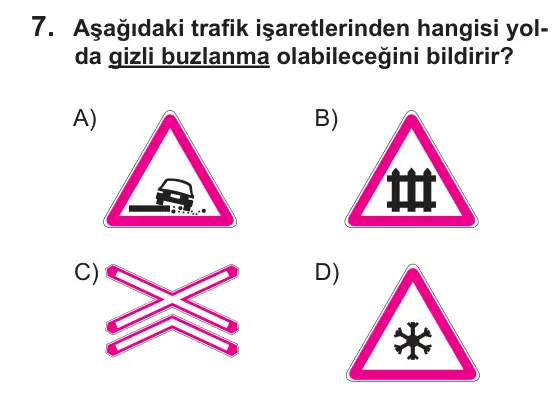 7. Aşağıdaki trafik işaretlerinden hangisi yol-
da gizli buzlanma olabileceğini bildirir?
A) B)
C) D)